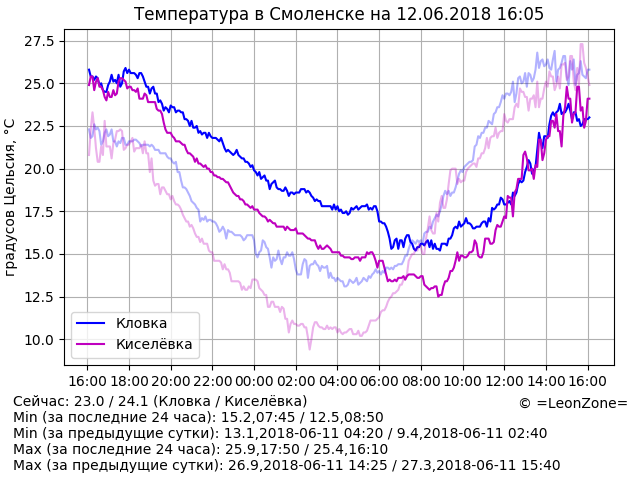 Температура в Смоленске на 12.06.2018 16:05
27.5
25.0
22.5
20.0
17.5
15.0
12.5
10.0
градусов Цельсия, °C
Кловка
Киселёвка
16:00 18:00 20:00 22:00 00:00 02:00 04:00 06:00 08:00 10:00 12:00 14:00 16:00
Сейчас: 23.0 / 24.1 (Кловка / Киселёвка)
© =LeonZone=
Min (за последние 24 часа): 15.2,07:45 / 12.5,08:50
Min (за предыдущие сутки): 13.1,2018-06-11 04:20 / 9.4,2018-06-11 02:40
Max (за последние 24 часа): 25.9,17:50 / 25.4,16:10
Max (за предыдущие сутки): 26.9,2018-06-11 14:25 / 27.3,2018-06-11 15:40